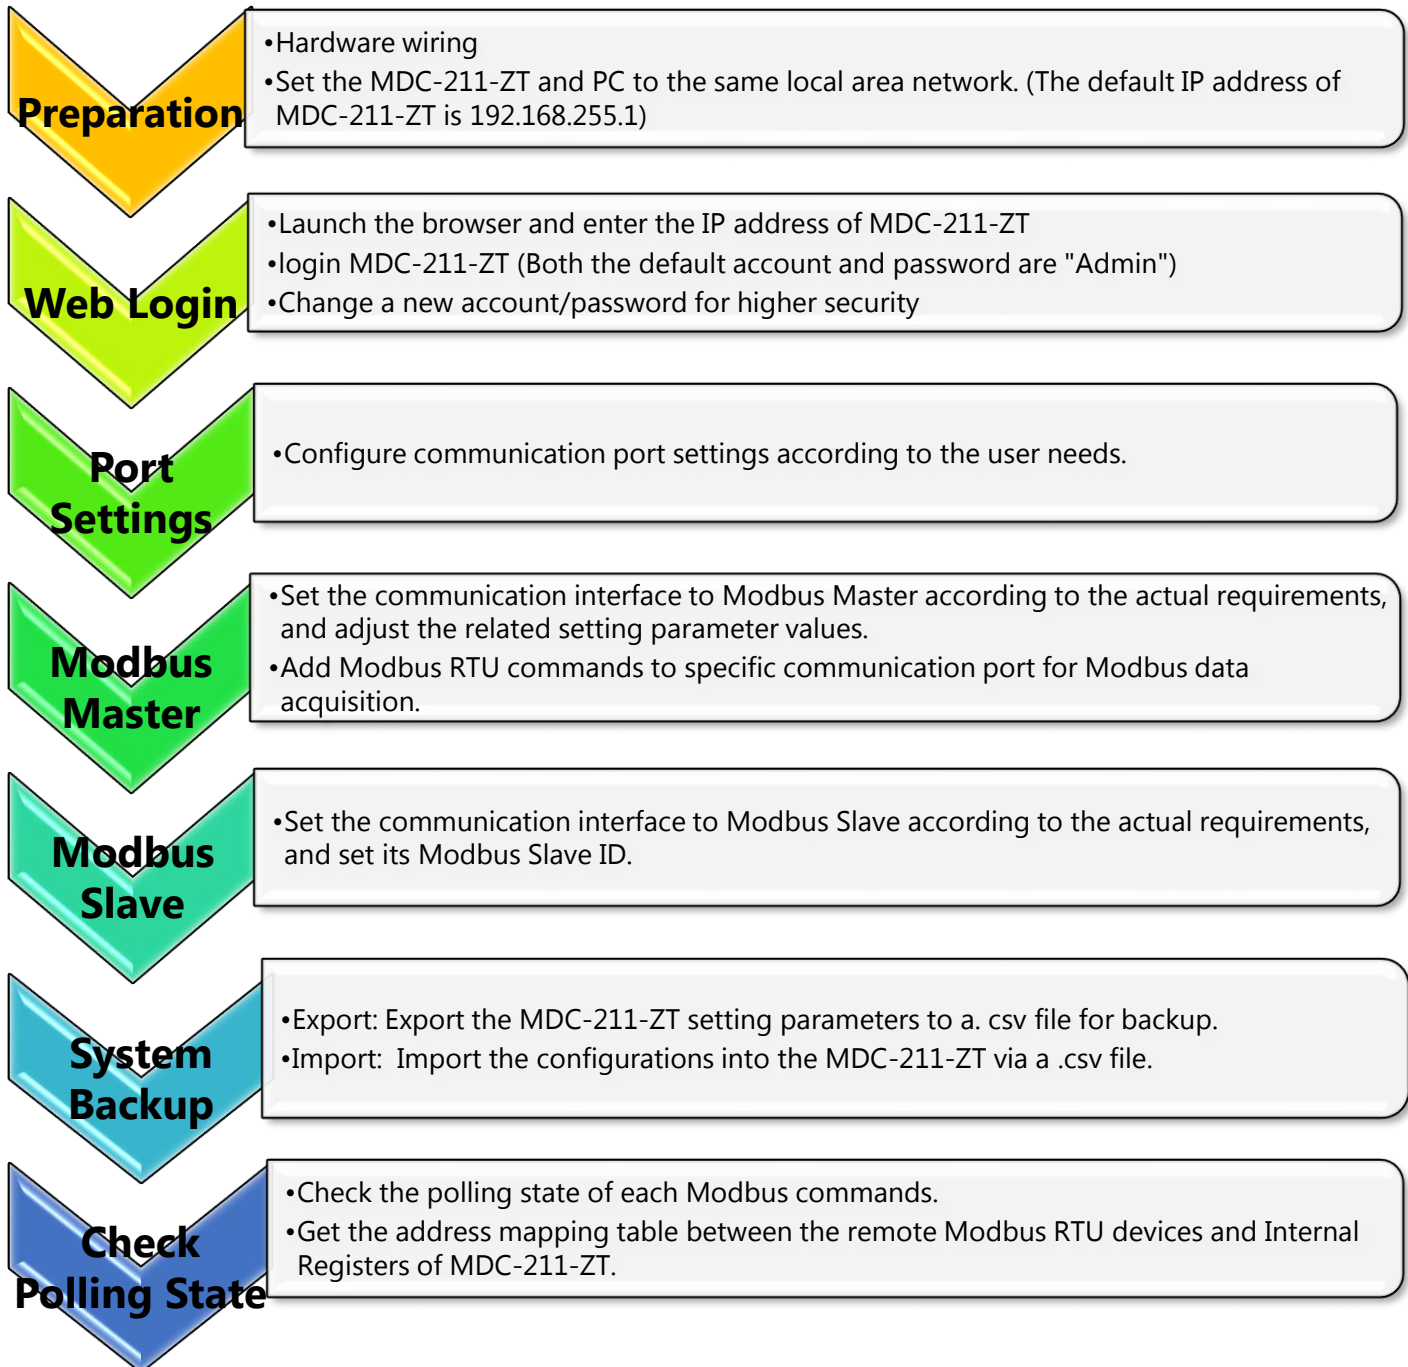 Preparation
•Hardware wiring
•Set the MDC-211-ZT and PC to the same local area network. (The default IP address of
MDC-211-ZT is 192.168.255.1)
Web Login
•Launch the browser and enter the IP address of MDC-211-ZT
•login MDC-211-ZT (Both the default account and password are "Admin")
•Change a new account/password for higher security
Port
Settings
•Configure communication port settings according to the user needs.
Modbus
Master
•Set the communication interface to Modbus Master according to the actual requirements,
and adjust the related setting parameter values.
•Add Modbus RTU commands to specific communication port for Modbus data
acquisition.
Modbus
Slave
•Set the communication interface to Modbus Slave according to the actual requirements,
and set its Modbus Slave ID.
System
Backup
•Export: Export the MDC-211-ZT setting parameters to a. csv file for backup.
•Import:  Import the configurations into the MDC-211-ZT via a .csv file.
Check
Polling State
•Check the polling state of each Modbus commands.
•Get the address mapping table between the remote Modbus RTU devices and Internal
Registers of MDC-211-ZT.